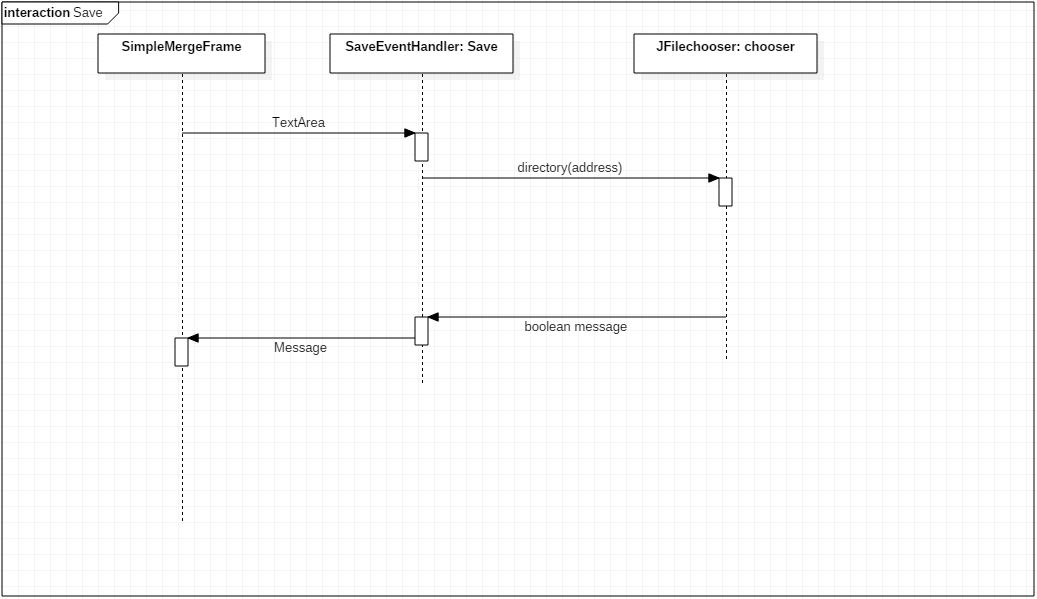 interaction Save
SimpleMergeFrame
SaveEventHandler: Save
JFilechooser: chooser
TextArea
directory(address)
boolean message
Message